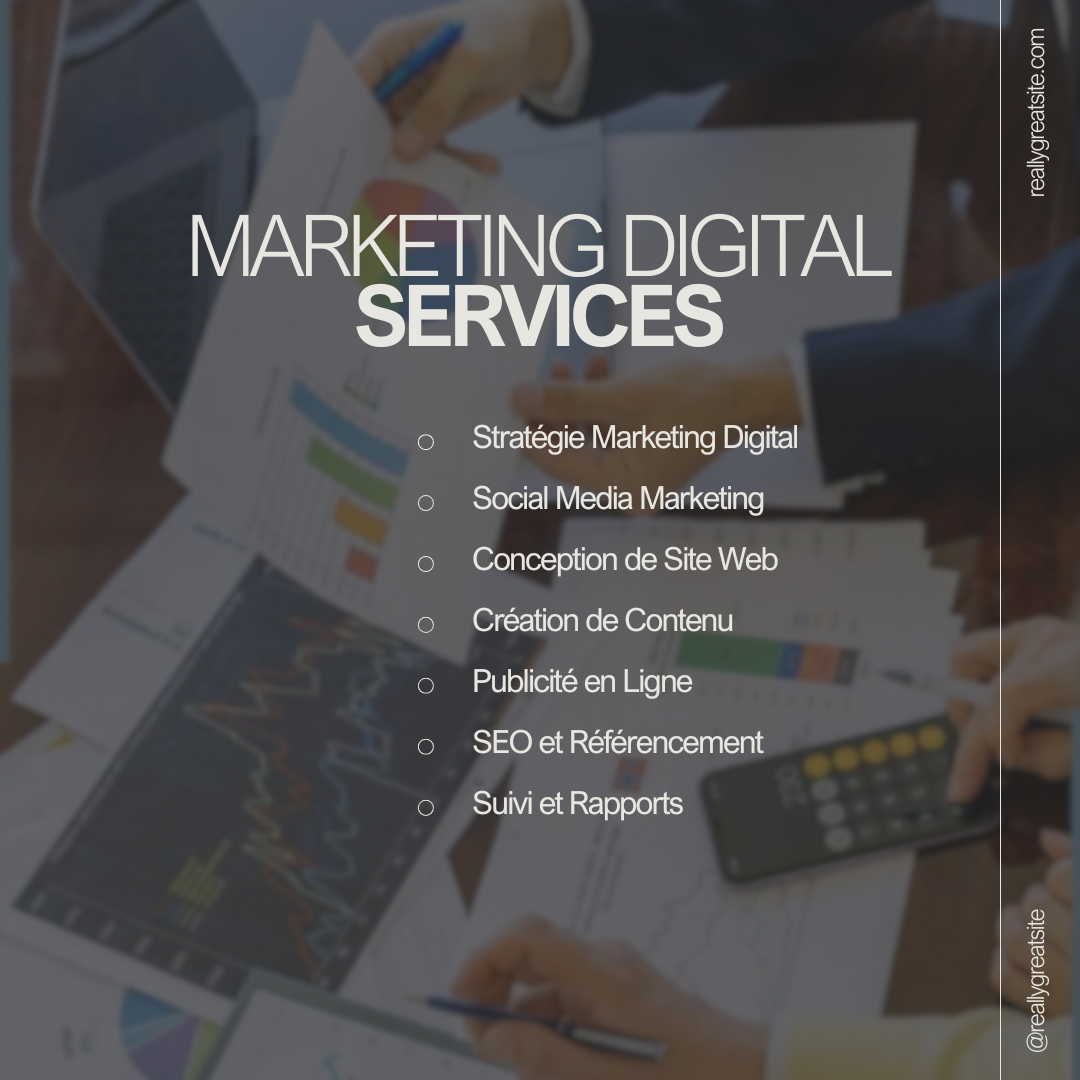 MARKETING DIGITAL
SERVICES
Stratégie Marketing Digital
Social Media Marketing
Conception de Site Web
Création de Contenu
Publicité en Ligne
SEO et Référencement
Suivi et Rapports
reallygreatsite.com
@reallygreatsite
230